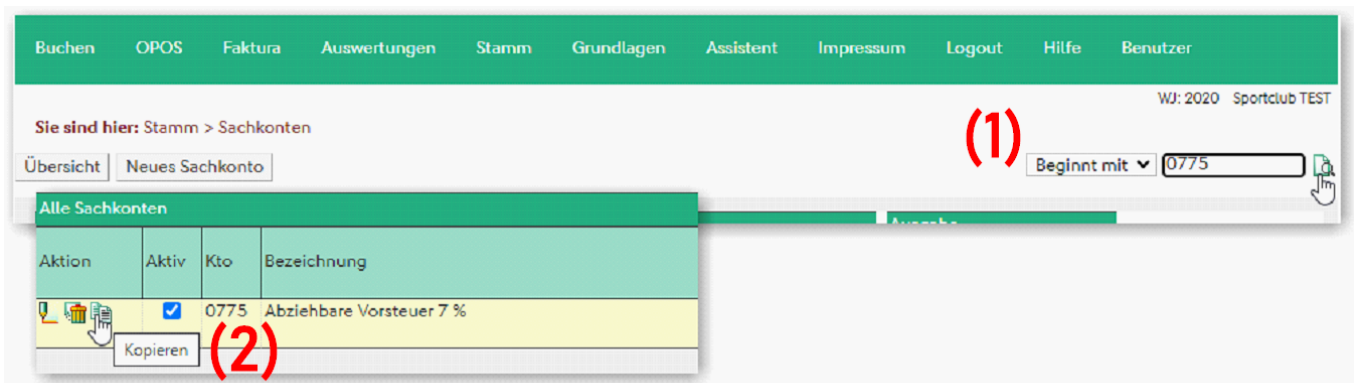 Buchen OPOS Faktura Auswertungen Stamm Grundlagen Assistent Impressum Logout Hilfe Benutzer
WJ: 2020 Sportclub TEST
Sie sind hier: Stamm > Sachkonten
(1)
Übersicht Neues Sachkonto Beginnt mit 0775
Alle Sachkonten
Aktion Aktiv Kto Bezeichnung
0775 Abziehbare Vorsteuer 7 %
Kopieren
(2)